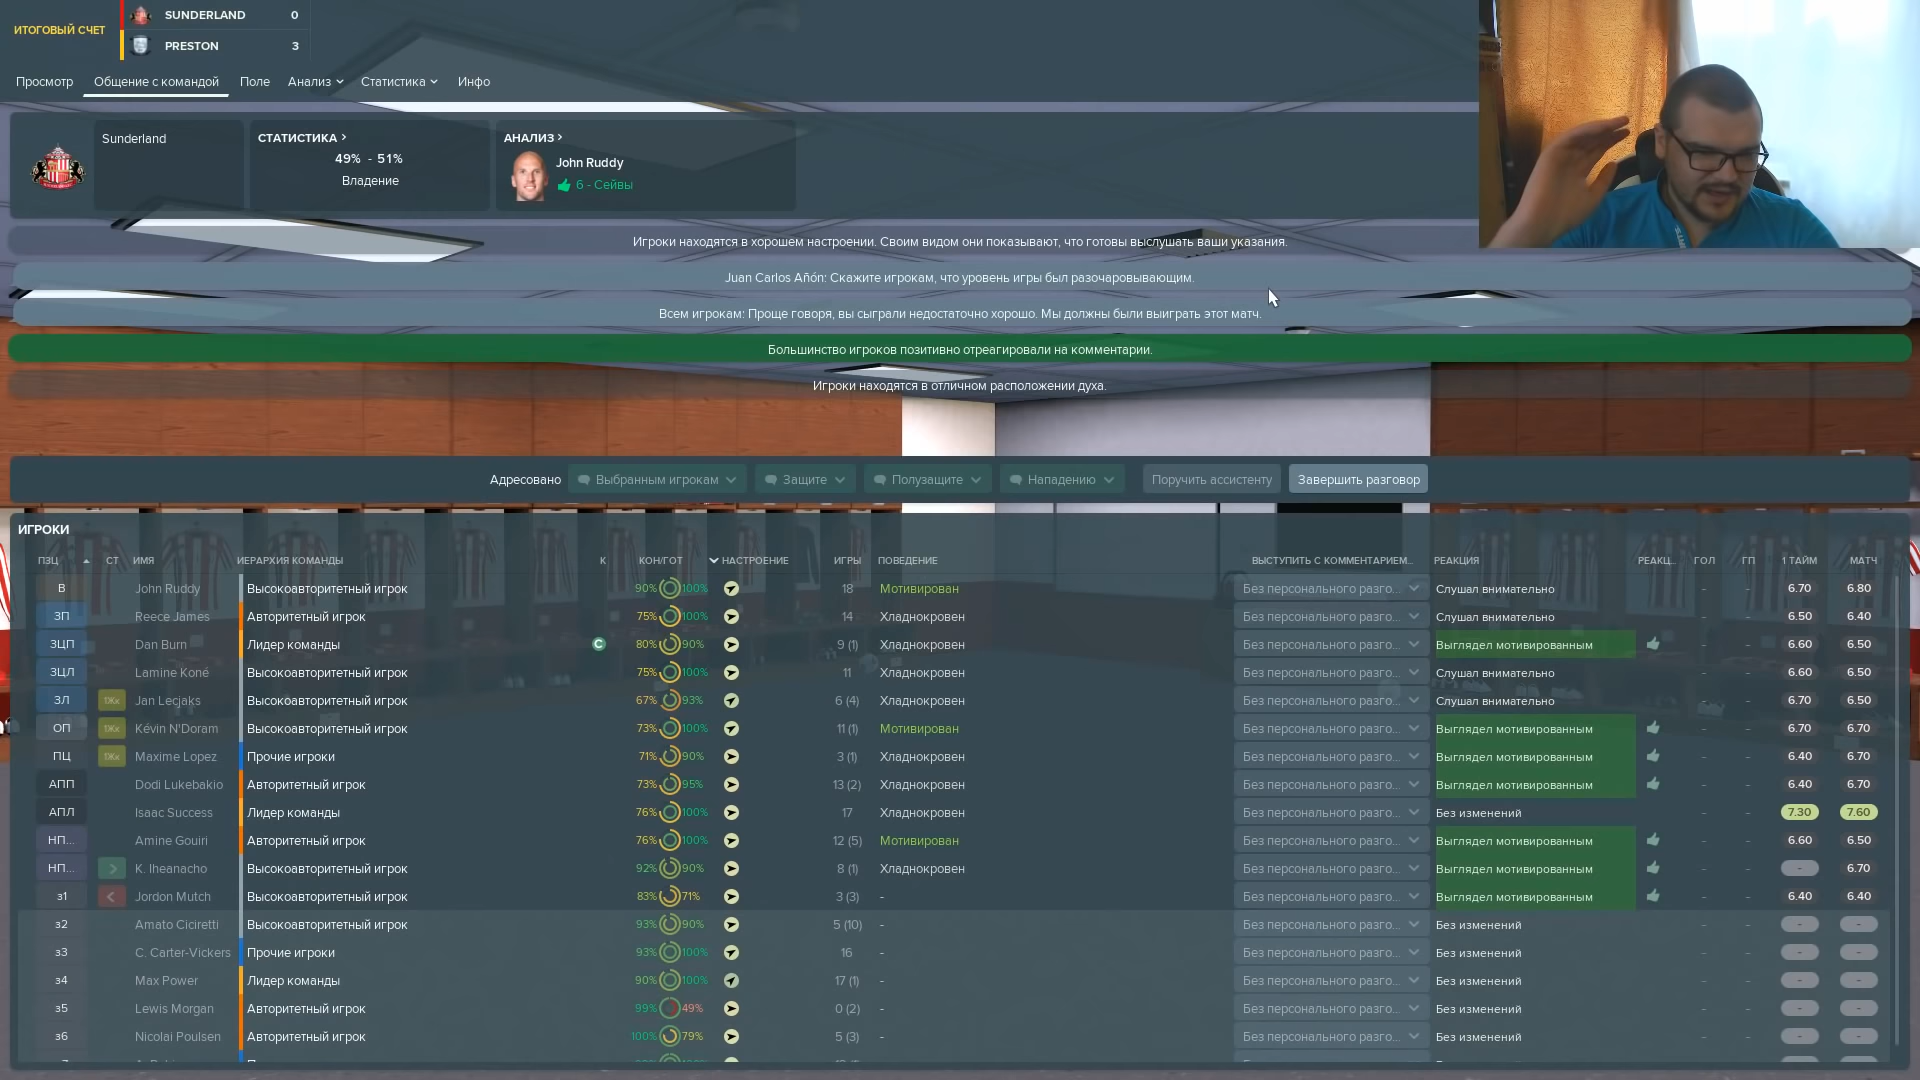 ИТОГОВЫЙ СЧЕТ
SUNDERLAND 0
PRESTON 3
Просмотр Общение с командой Поле Анализ Статистика Инфо
Sunderland
СТАТИСТИКА
49% - 51%
Владение
АНАЛИЗ
John Ruddy
6 - Сейвы
Игроки находятся в хорошем настроении. Своим видом они показывают, что готовы выслушать ваши указания.
Juan Carlos Añón: Скажите игрокам, что уровень игры был разочаровывающим.
Всем игрокам: Проще говоря, вы сыграли недостаточно хорошо. Мы должны были выиграть этот матч.
Большинство игроков позитивно отреагировали на комментарии.
Игроки находятся в отличном расположении духа.
Адресовано Выбранным игрокам Защите Полузащите Нападению Поручить ассистенту Завершить разговор
ИГРОКИ
ПЗЦ СТ ИМЯ ИЕРАРХИЯ КОМАНДЫ К КОН/ГОТ НАСТРОЕНИЕ ИГРЫ ПОВЕДЕНИЕ ВЫСТУПИТЬ С КОММЕНТАРИЕМ... РЕАКЦИЯ РЕАКЦ... ГОЛ ГП 1 ТАЙМ МАТЧ
В John Ruddy Высокоавторитетный игрок 90% 100% 18 Мотивирован Без персонального разго... Слушал внимательно - - 6.70 6.80
ЗП Reece James Авторитетный игрок 75% 100% 14 Хладнокровен Без персонального разго... Слушал внимательно - - 6.50 6.40
ЗЦП Dan Burn Лидер команды C 80% 90% 9 (1) Хладнокровен Без персонального разго... Выглядел мотивированным - - 6.60 6.50
ЗЦЛ Lamine Koné Высокоавторитетный игрок 75% 100% 11 Хладнокровен Без персонального разго... Слушал внимательно - - 6.60 6.50
ЗЛ Jan Lecjaks Высокоавторитетный игрок 67% 93% 6 (4) Хладнокровен Без персонального разго... Слушал внимательно - - 6.70 6.50
ОП Kévin N'Doram Высокоавторитетный игрок 73% 100% 11 (1) Мотивирован Без персонального разго... Выглядел мотивированным - - 6.70 6.70
ПЦ Maxime Lopez Прочие игроки 71% 90% 3 (1) Хладнокровен Без персонального разго... Выглядел мотивированным - - 6.40 6.70
АПП Dodi Lukebakio Авторитетный игрок 73% 95% 13 (2) Хладнокровен Без персонального разго... Выглядел мотивированным - - 6.40 6.70
АПЛ Isaac Success Лидер команды 76% 100% 17 Хладнокровен Без персонального разго... Без изменений - - 7.30 7.60
НП... Amine Gouiri Авторитетный игрок 76% 100% 12 (5) Мотивирован Без персонального разго... Выглядел мотивированным - - 6.60 6.50
НП... K. Iheanacho Высокоавторитетный игрок 92% 90% 8 (1) Хладнокровен Без персонального разго... Выглядел мотивированным - - - 6.70
з1 Jordon Mutch Высокоавторитетный игрок 83% 71% 3 (3) - Без персонального разго... Выглядел мотивированным - - 6.40 6.40
з2 Amato Ciciretti Высокоавторитетный игрок 93% 90% 5 (10) - Без персонального разго... Без изменений - - - -
з3 C. Carter-Vickers Прочие игроки 93% 100% 16 - Без персонального разго... Без изменений - - - -
з4 Max Power Лидер команды 90% 100% 17 (1) - Без персонального разго... Без изменений - - - -
з5 Lewis Morgan Авторитетный игрок 99% 49% 0 (2) - Без персонального разго... Без изменений - - - -
з6 Nicolai Poulsen Авторитетный игрок 100% 79% 5 (3) - Без персонального разго... Без изменений - - - -